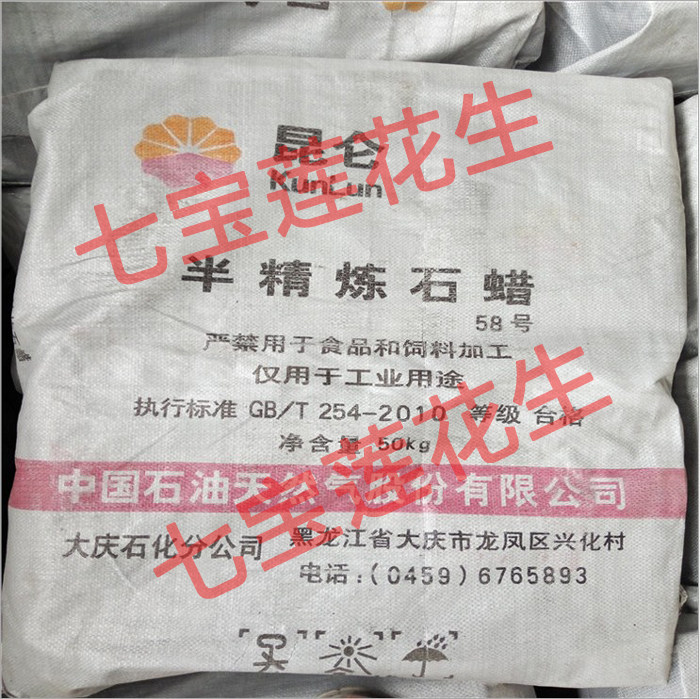 昆仑
KunLun
七宝莲花生
半精炼石蜡
58号
严禁用于食品和饲料加工
仅用于工业用途
执行标准 GB/T 254-2010 等级 合格
净含量 50kg
中国石油天然气股份有限公司
七宝莲花生
大庆石化分公司
黑龙江省大庆市龙凤区兴化村
电话:(0459)6765893